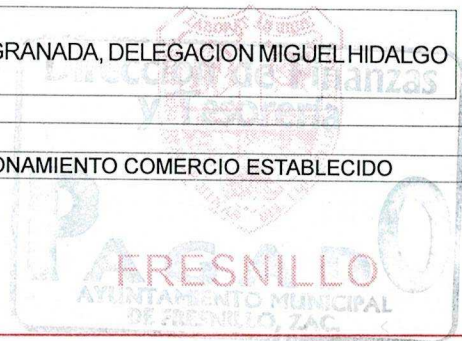 GRANADA, DELEGACION MIGUEL HIDALGO
Dirección de Finanzas
y Tesorería
ONAMIENTO COMERCIO ESTABLECIDO
PAGADO
FRESNILLO
AYUNTAMIENTO MUNICIPAL
DE FRESNILLO, ZAC.